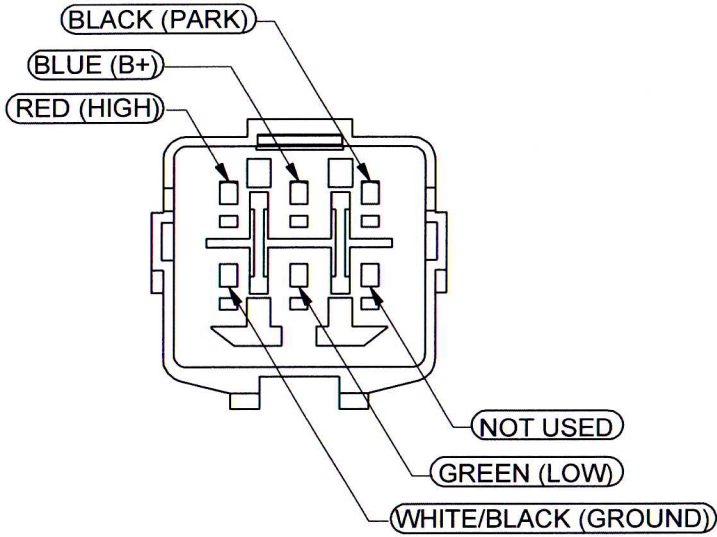 BLACK (PARK)
BLUE (B+)
RED (HIGH)
NOT USED
GREEN (LOW)
WHITE/BLACK (GROUND)